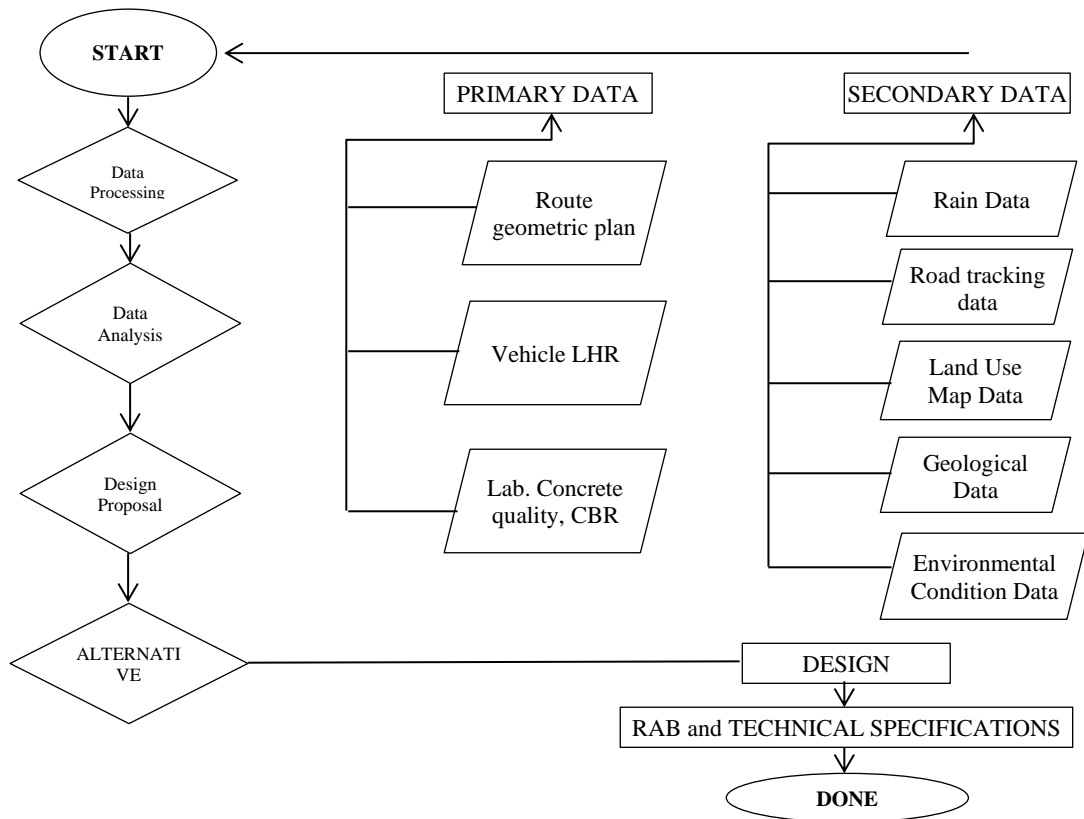 START
PRIMARY DATA
SECONDARY DATA
Data
Processing
Route
geometric plan
Rain Data
Road tracking
data
Data
Analysis
Vehicle LHR
Land Use
Map Data
Design
Proposal
Lab. Concrete
quality, CBR
Geological
Data
Environmental
Condition Data
ALTERNATI
VE
DESIGN
RAB and TECHNICAL SPECIFICATIONS
DONE